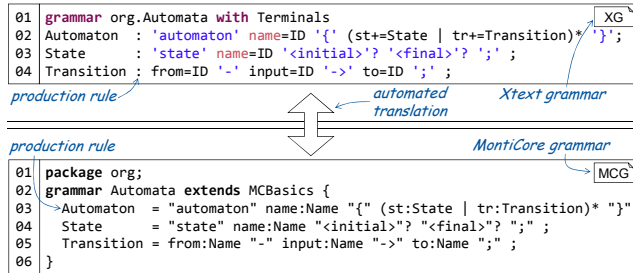 01 grammar org.Automata with Terminals
XG
02 Automaton : 'automaton' name=ID '{' (st+=State | tr+=Transition)* '}';
03 State : 'state' name=ID '<initial>'? '<final>'? ';' ;
04 Transition : from=ID '-' input=ID '->' to=ID ';' ;
production rule
automated translation
Xtext grammar
production rule
MontiCore grammar
01 package org;
MCG
02 grammar Automata extends MCBasics {
03 Automaton = "automaton" name:Name "{" (st:State | tr:Transition)* "}"
04 State = "state" name:Name "<initial>"? "<final>"? ";" ;
05 Transition = from:Name "-" input:Name "->" to:Name ";" ;
06 }